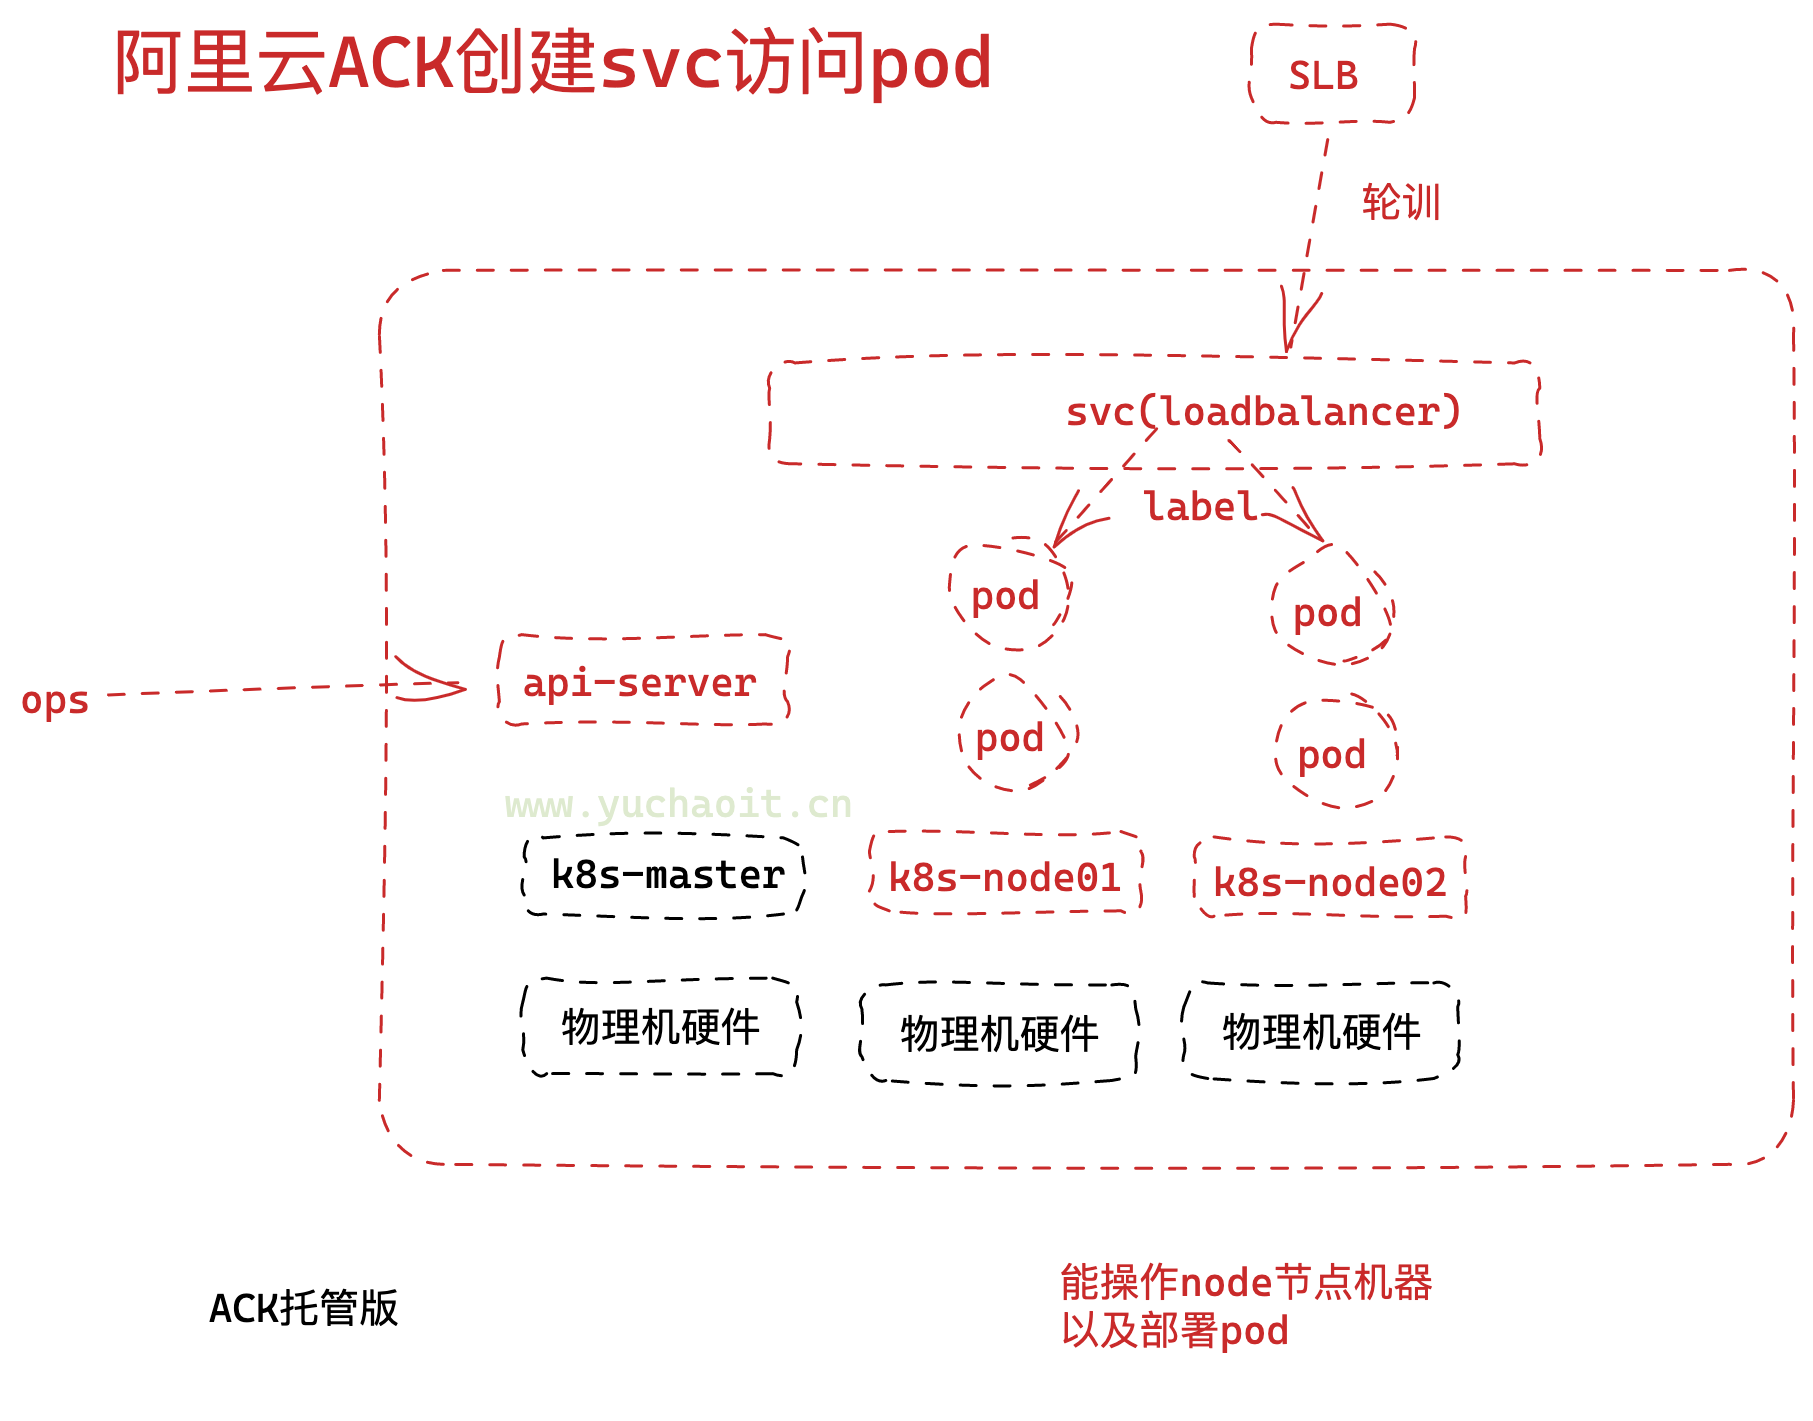 阿里云ACK创建svc访问pod
SLB
轮训
svc(loadbalancer)
label
pod
pod
ops
api-server
pod
pod
www.yuchaoit.cn
k8s-master
k8s-node01
k8s-node02
物理机硬件
物理机硬件
物理机硬件
ACK托管版
能操作node节点机器
以及部署pod